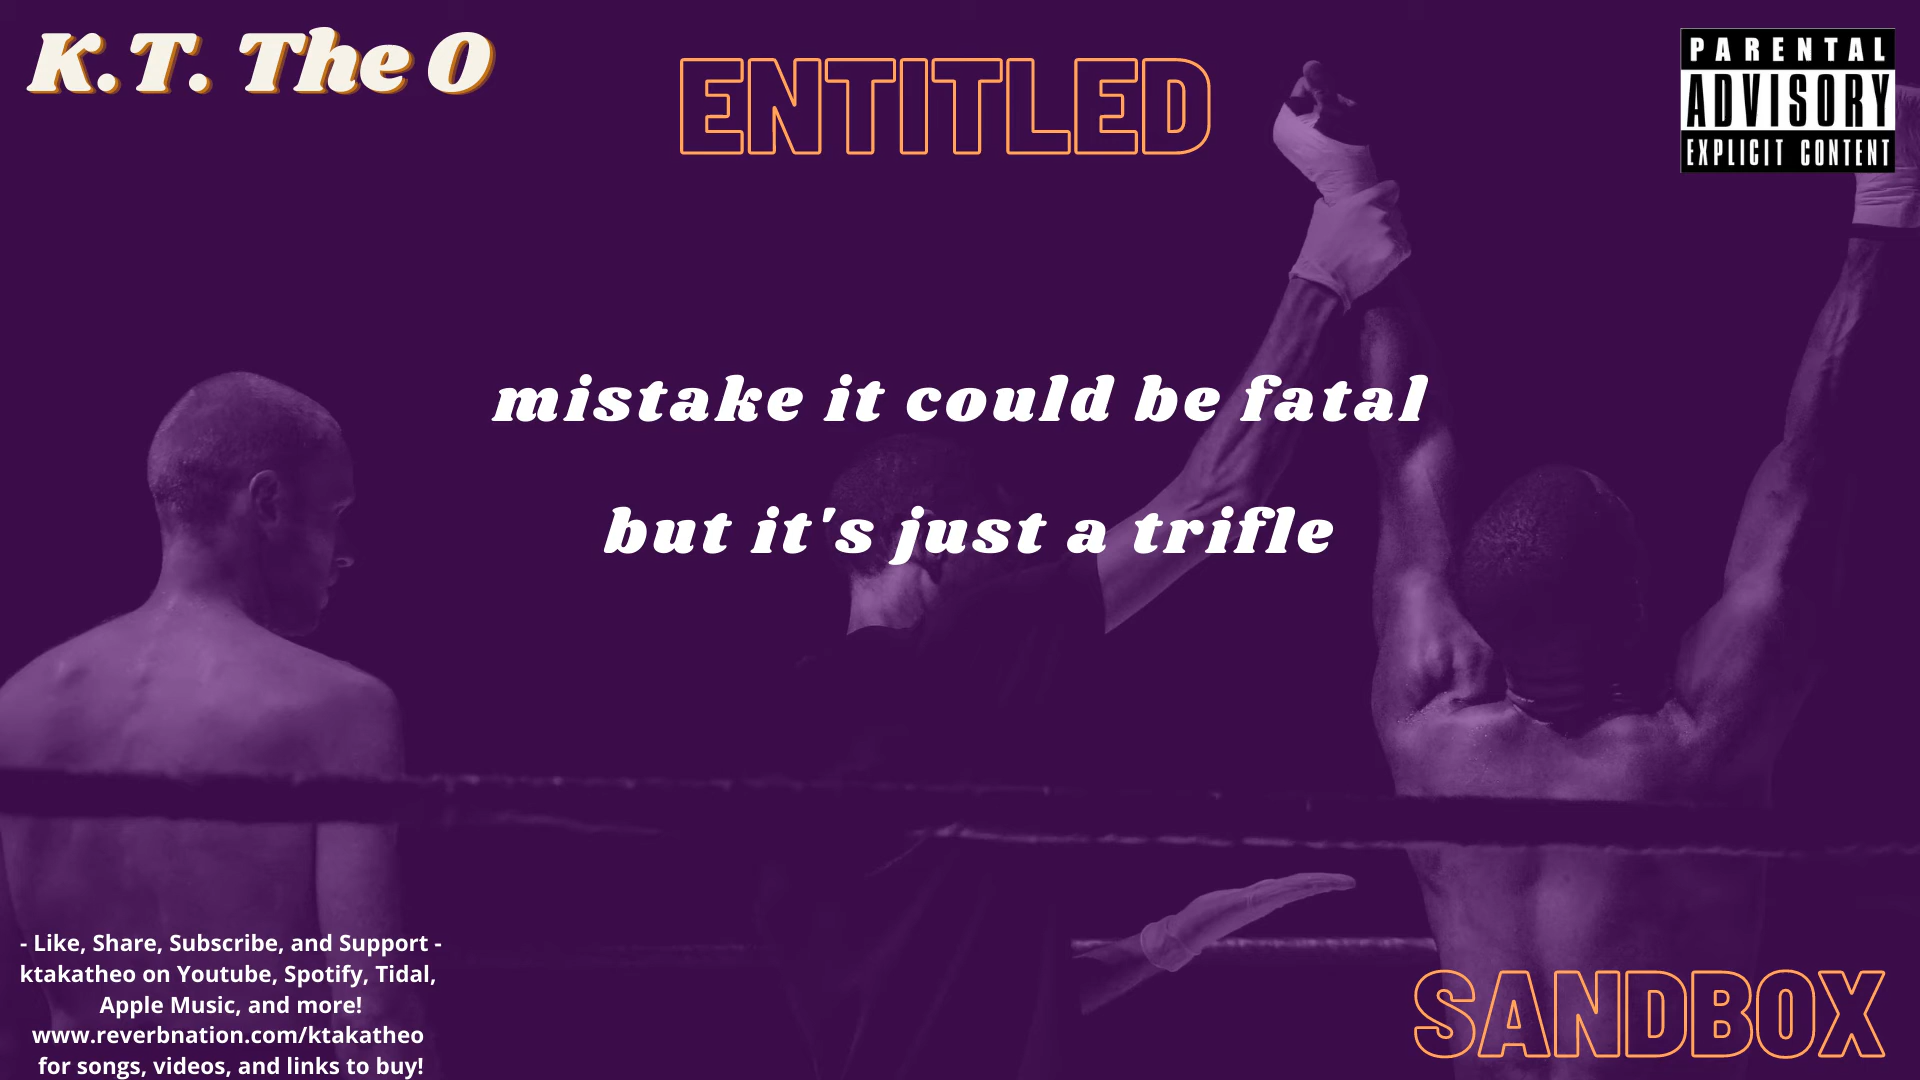 K.T. The O
ENTITLED
PARENTAL
ADVISORY
EXPLICIT CONTENT
mistake it could be fatal
but it's just a trifle
- Like, Share, Subscribe, and Support -
ktakatheo on Youtube, Spotify, Tidal,
Apple Music, and more!
www.reverbnation.com/ktakatheo
for songs, videos, and links to buy!
SANDBOX